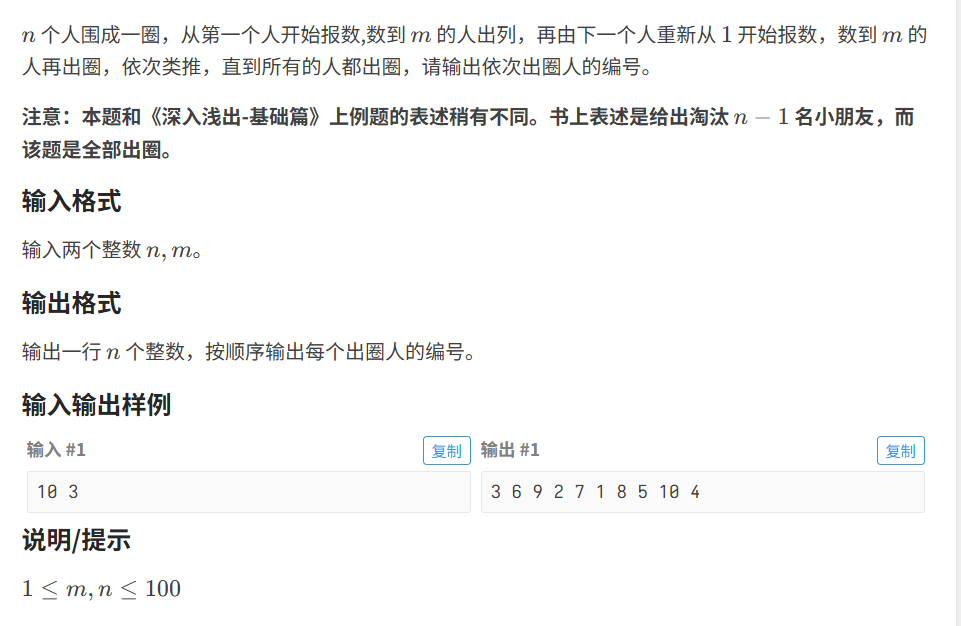 n 个人围成一圈，从第一个人开始报数,数到 m 的人出列，再由下一个人重新从 1 开始报数，数到 m 的
人再出圈，依次类推，直到所有的人都出圈，请输出依次出圈人的编号。
注意：本题和《深入浅出-基础篇》上例题的表述稍有不同。书上表述是给出淘汰 n − 1 名小朋友，而
该题是全部出圈。
输入格式
输入两个整数 n, m。
输出格式
输出一行 n 个整数，按顺序输出每个出圈人的编号。
输入输出样例
输入 #1 复制 输出 #1 复制
10 3 3 6 9 2 7 1 8 5 10 4
说明/提示
1 ≤ m, n ≤ 100